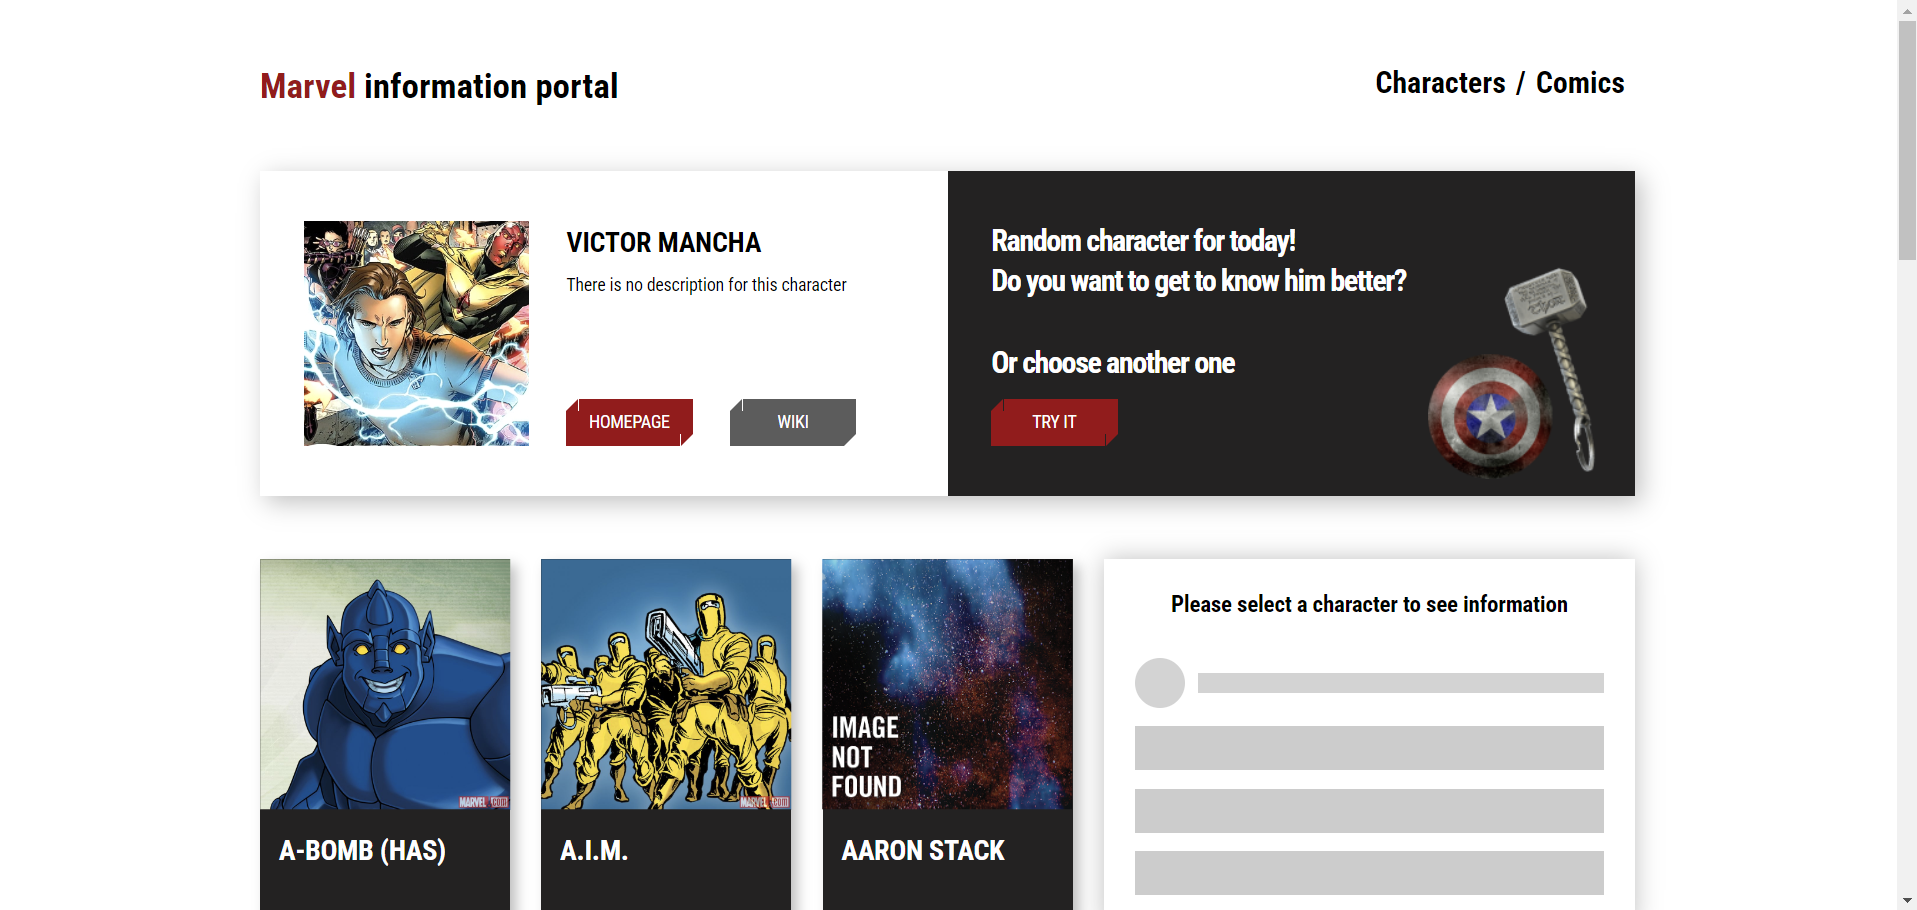 Marvel information portal
Characters / Comics
VICTOR MANCHA
There is no description for this character
HOMEPAGE
WIKI
Random character for today!
Do you want to get to know him better?
Or choose another one
TRY IT
MARVEL.COM
A-BOMB (HAS)
MARVEL.COM
A.I.M.
IMAGE
NOT
FOUND
AARON STACK
Please select a character to see information